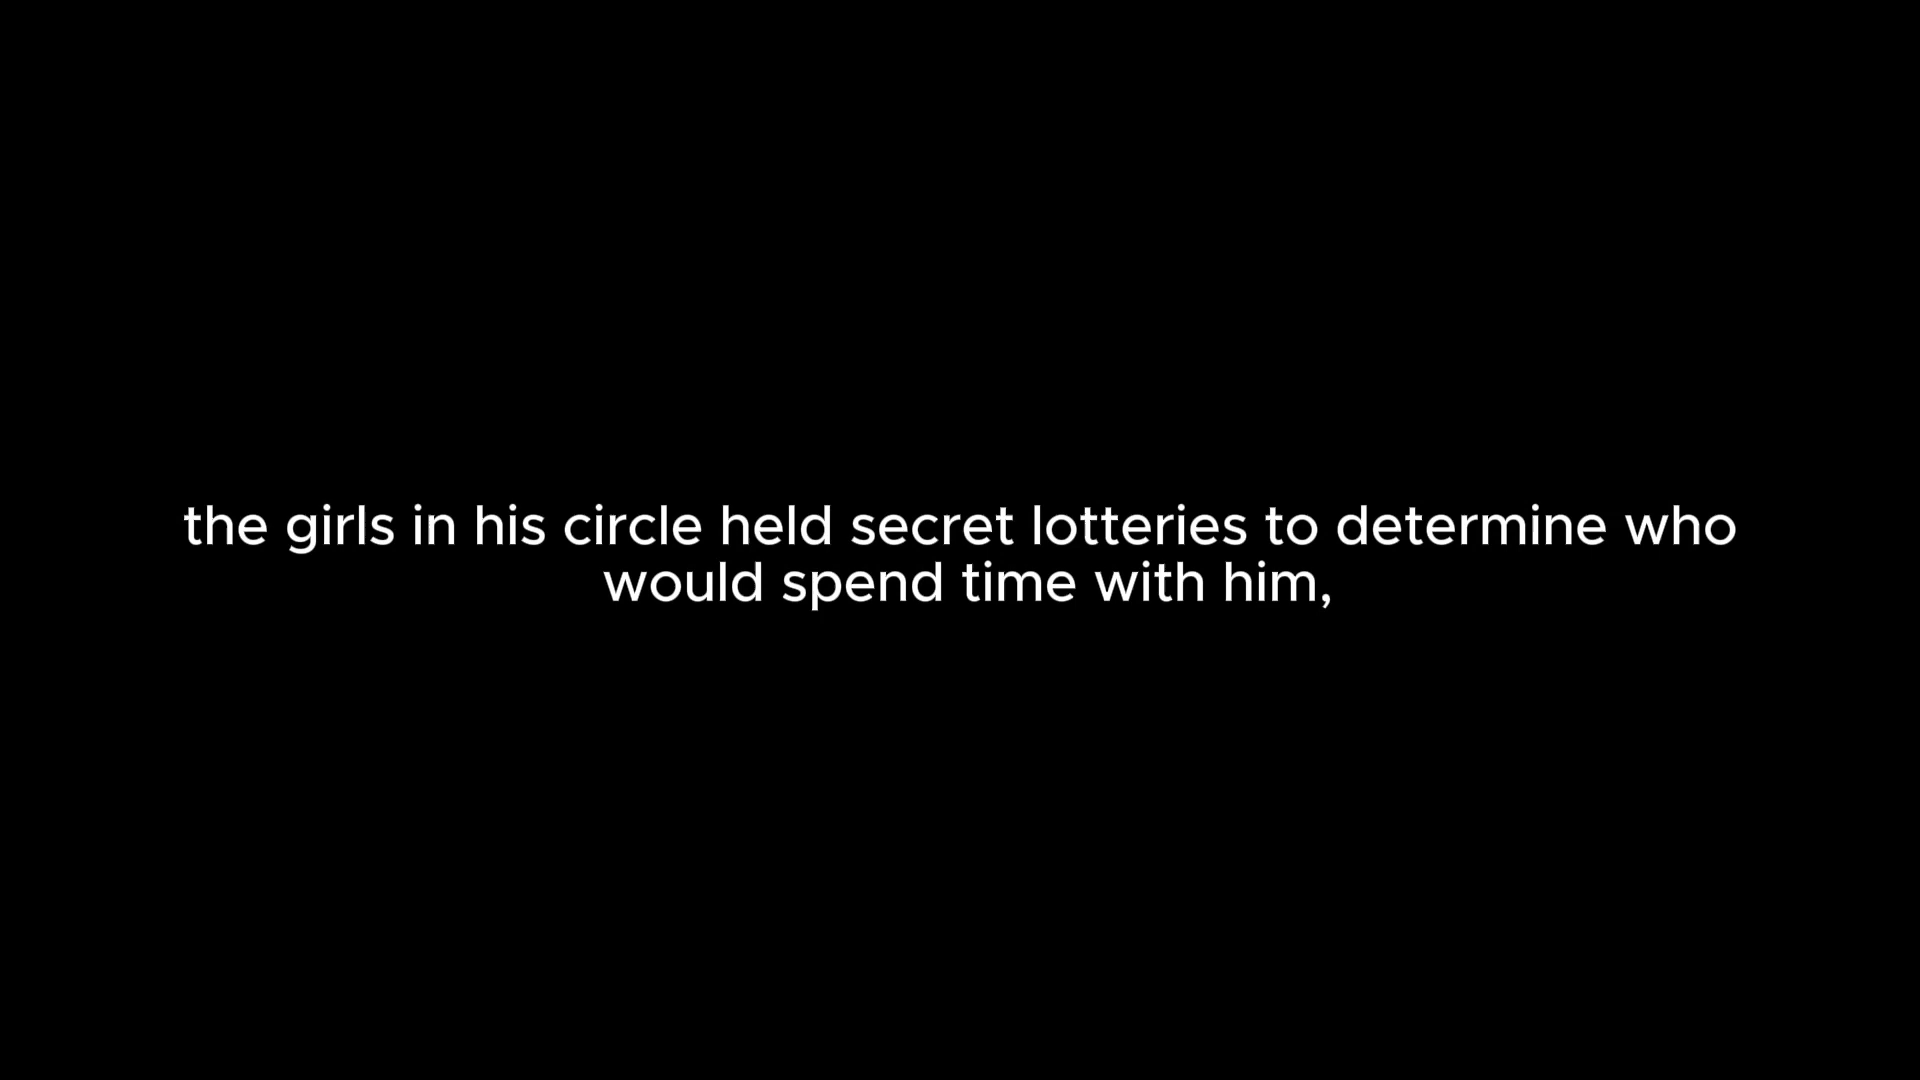 the girls in his circle held secret lotteries to determine who
would spend time with him,